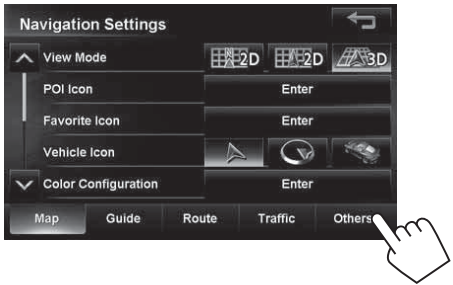 Navigation Settings
View Mode
2D
2D
3D
POI Icon
Enter
Favorite Icon
Enter
Vehicle Icon
Color Configuration
Enter
Map
Guide
Route
Traffic
Others